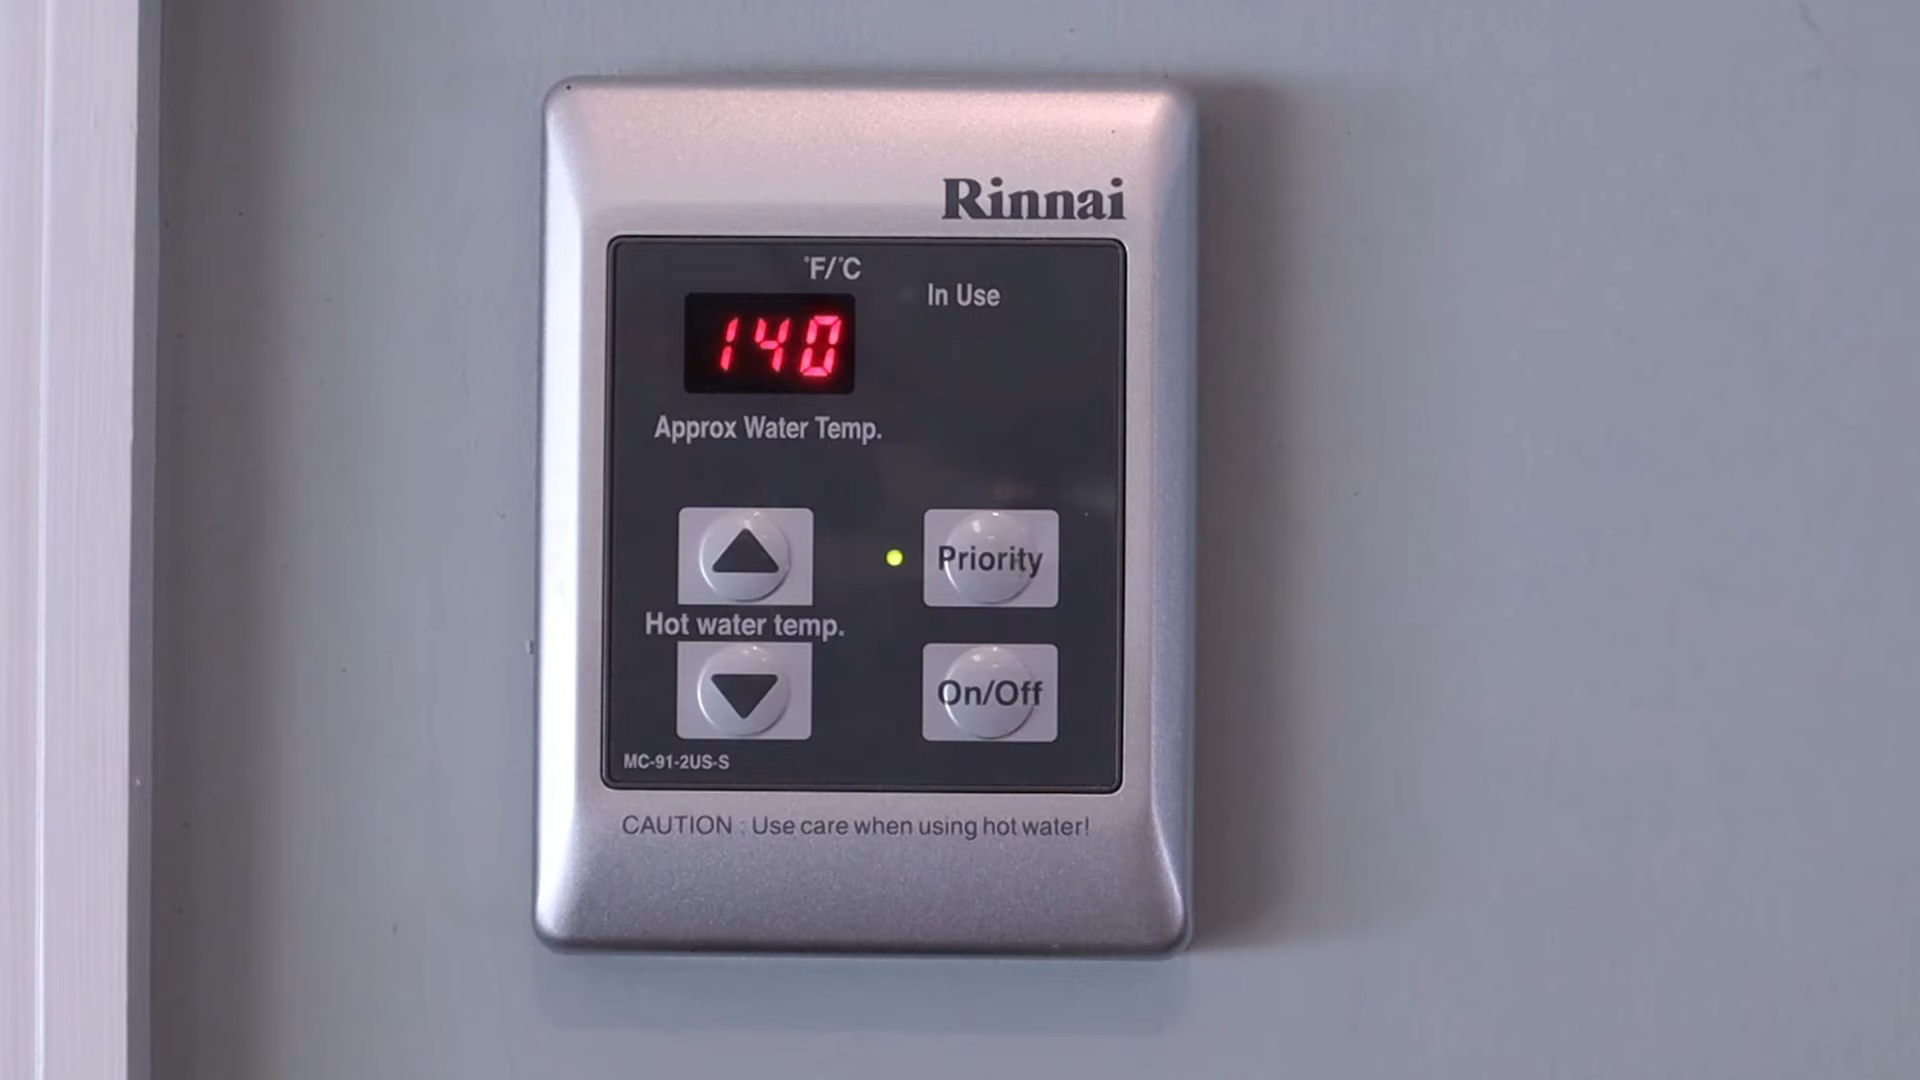 Rinnai
°F/°C
In Use
140
Approx Water Temp.
Priority
Hot water temp.
On/Off
MC-91-2US-S
CAUTION : Use care when using hot water!